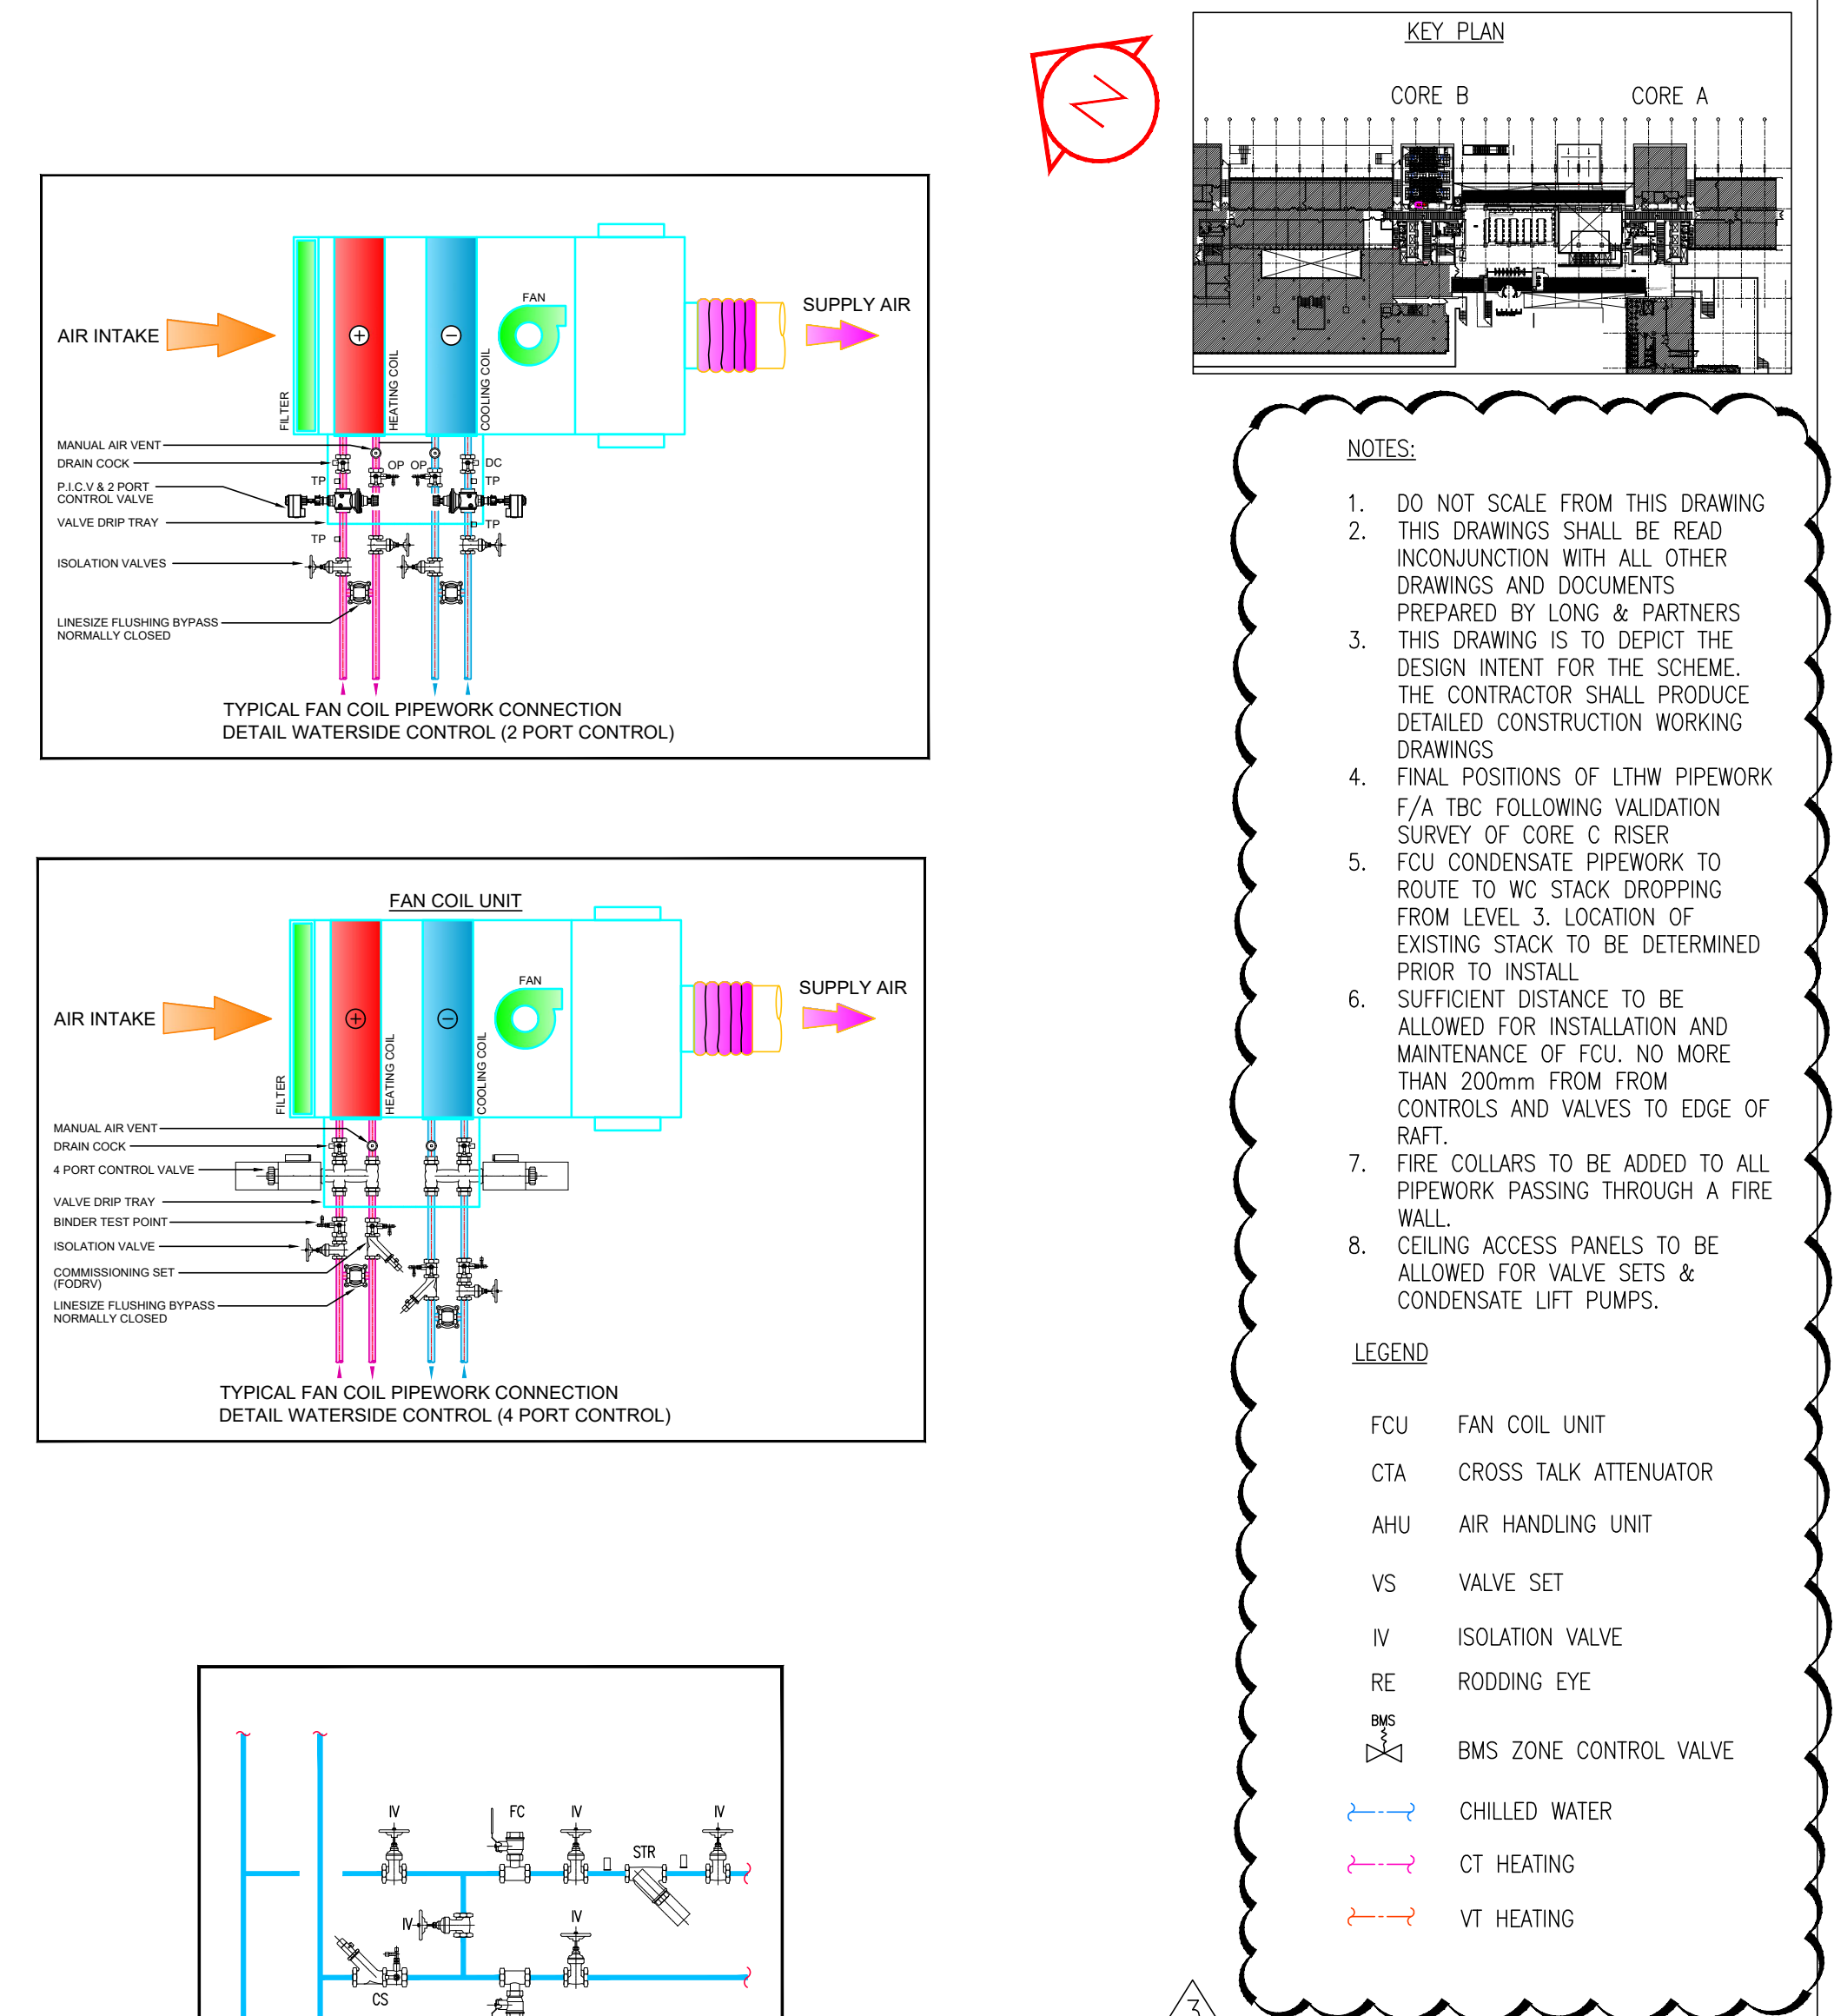 KEY PLAN
CORE B
CORE A
AIR INTAKE
FILTER
HEATING COIL
COOLING COIL
FAN
SUPPLY AIR
MANUAL AIR VENT
DRAIN COCK
OP OP DC
TP TP
P.I.C.V & 2 PORT
CONTROL VALVE
VALVE DRIP TRAY
TP
TP
ISOLATION VALVES
LINESIZE FLUSHING BYPASS
NORMALLY CLOSED
TYPICAL FAN COIL PIPEWORK CONNECTION
DETAIL WATERSIDE CONTROL (2 PORT CONTROL)
FAN COIL UNIT
AIR INTAKE
FILTER
HEATING COIL
COOLING COIL
FAN
SUPPLY AIR
MANUAL AIR VENT
DRAIN COCK
4 PORT CONTROL VALVE
VALVE DRIP TRAY
BINDER TEST POINT
ISOLATION VALVE
COMMISSIONING SET
(FODRV)
LINESIZE FLUSHING BYPASS
NORMALLY CLOSED
TYPICAL FAN COIL PIPEWORK CONNECTION
DETAIL WATERSIDE CONTROL (4 PORT CONTROL)
IV
FC
IV
IV
STR
IV
IV
CS
NOTES:
1. DO NOT SCALE FROM THIS DRAWING
2. THIS DRAWINGS SHALL BE READ
INCONJUNCTION WITH ALL OTHER
DRAWINGS AND DOCUMENTS
PREPARED BY LONG & PARTNERS
3. THIS DRAWING IS TO DEPICT THE
DESIGN INTENT FOR THE SCHEME.
THE CONTRACTOR SHALL PRODUCE
DETAILED CONSTRUCTION WORKING
DRAWINGS
4. FINAL POSITIONS OF LTHW PIPEWORK
F/A TBC FOLLOWING VALIDATION
SURVEY OF CORE C RISER
5. FCU CONDENSATE PIPEWORK TO
ROUTE TO WC STACK DROPPING
FROM LEVEL 3. LOCATION OF
EXISTING STACK TO BE DETERMINED
PRIOR TO INSTALL
6. SUFFICIENT DISTANCE TO BE
ALLOWED FOR INSTALLATION AND
MAINTENANCE OF FCU. NO MORE
THAN 200mm FROM FROM
CONTROLS AND VALVES TO EDGE OF
RAFT.
7. FIRE COLLARS TO BE ADDED TO ALL
PIPEWORK PASSING THROUGH A FIRE
WALL.
8. CEILING ACCESS PANELS TO BE
ALLOWED FOR VALVE SETS &
CONDENSATE LIFT PUMPS.
LEGEND
FCU FAN COIL UNIT
CTA CROSS TALK ATTENUATOR
AHU AIR HANDLING UNIT
VS VALVE SET
IV ISOLATION VALVE
RE RODDING EYE
BMS
BMS ZONE CONTROL VALVE
CHILLED WATER
CT HEATING
VT HEATING
3